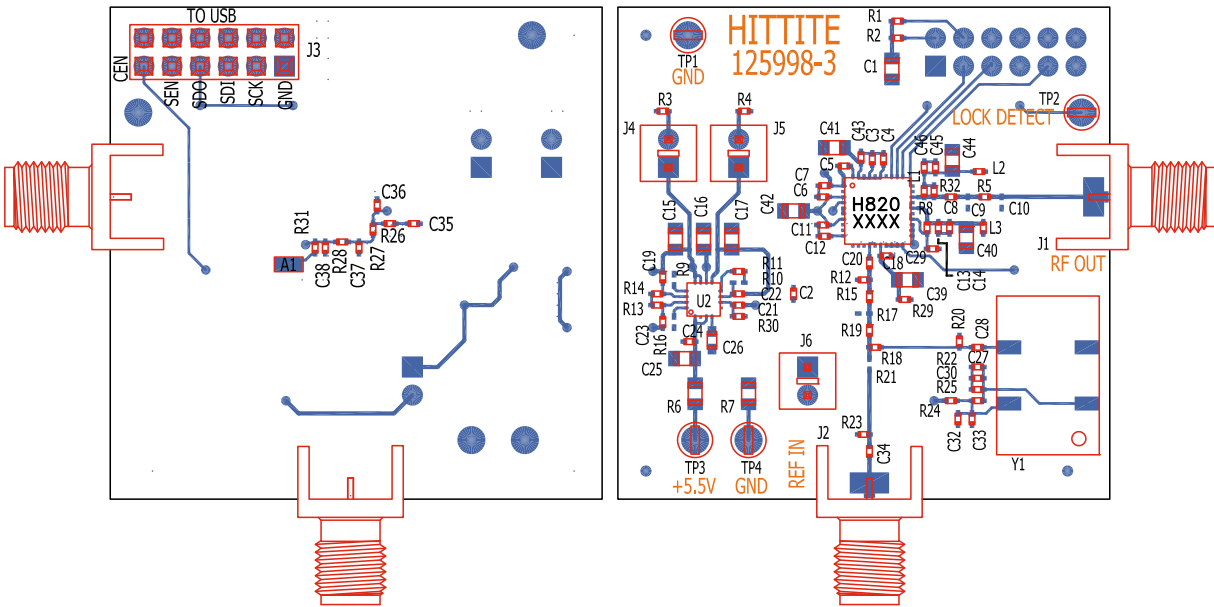 TO USB
J3
CEN
SEN
SDO
SDI
SCK
GND
C36
C35
R26
R31
A1
C38
R28
C37
R27
HITTITE
125998-3
TP1
GND
R1
R2
C1
TP2
LOCK DETECT
R3
R4
J4
J5
C41
C43
C3
C4
C46
C45
C44
L1
L2
C5
C7
C6
C42
H820
XXXX
R32
R5
R8
C8
C9
C10
C11
C12
C15
C16
C17
L3
C40
J1
RF OUT
C20
C18
C29
C13
C14
C19
R9
R11
R10
R12
R14
R13
U2
C22
C21
C2
R15
C39
R29
R17
C23
R16
C24
R30
R19
R20
C28
C25
C26
J6
R18
R22
C27
R21
C30
R25
R6
R7
R24
R23
C32
C33
J2
C34
Y1
TP3
TP4
+5.5V
GND
REF IN